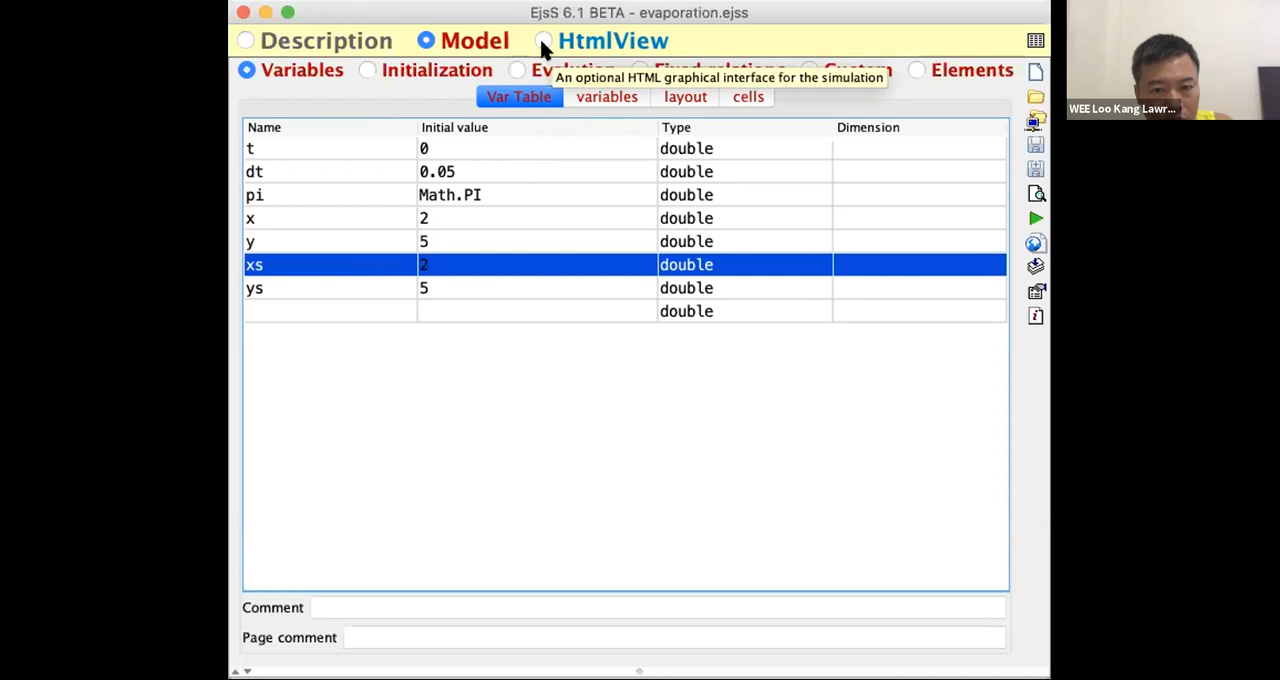 EjsS 6.1 BETA - evaporation.ejss
Description Model HtmlView
Variables Initialization Elements
An optional HTML graphical interface for the simulation
WEE Loo Kang Lawr...
Var Table variables layout cells
Name Initial value Type Dimension
t 0 double
dt 0.05 double
pi Math.PI double
x 2 double
y 5 double
xs 2 double
ys 5 double
double
Comment
Page comment